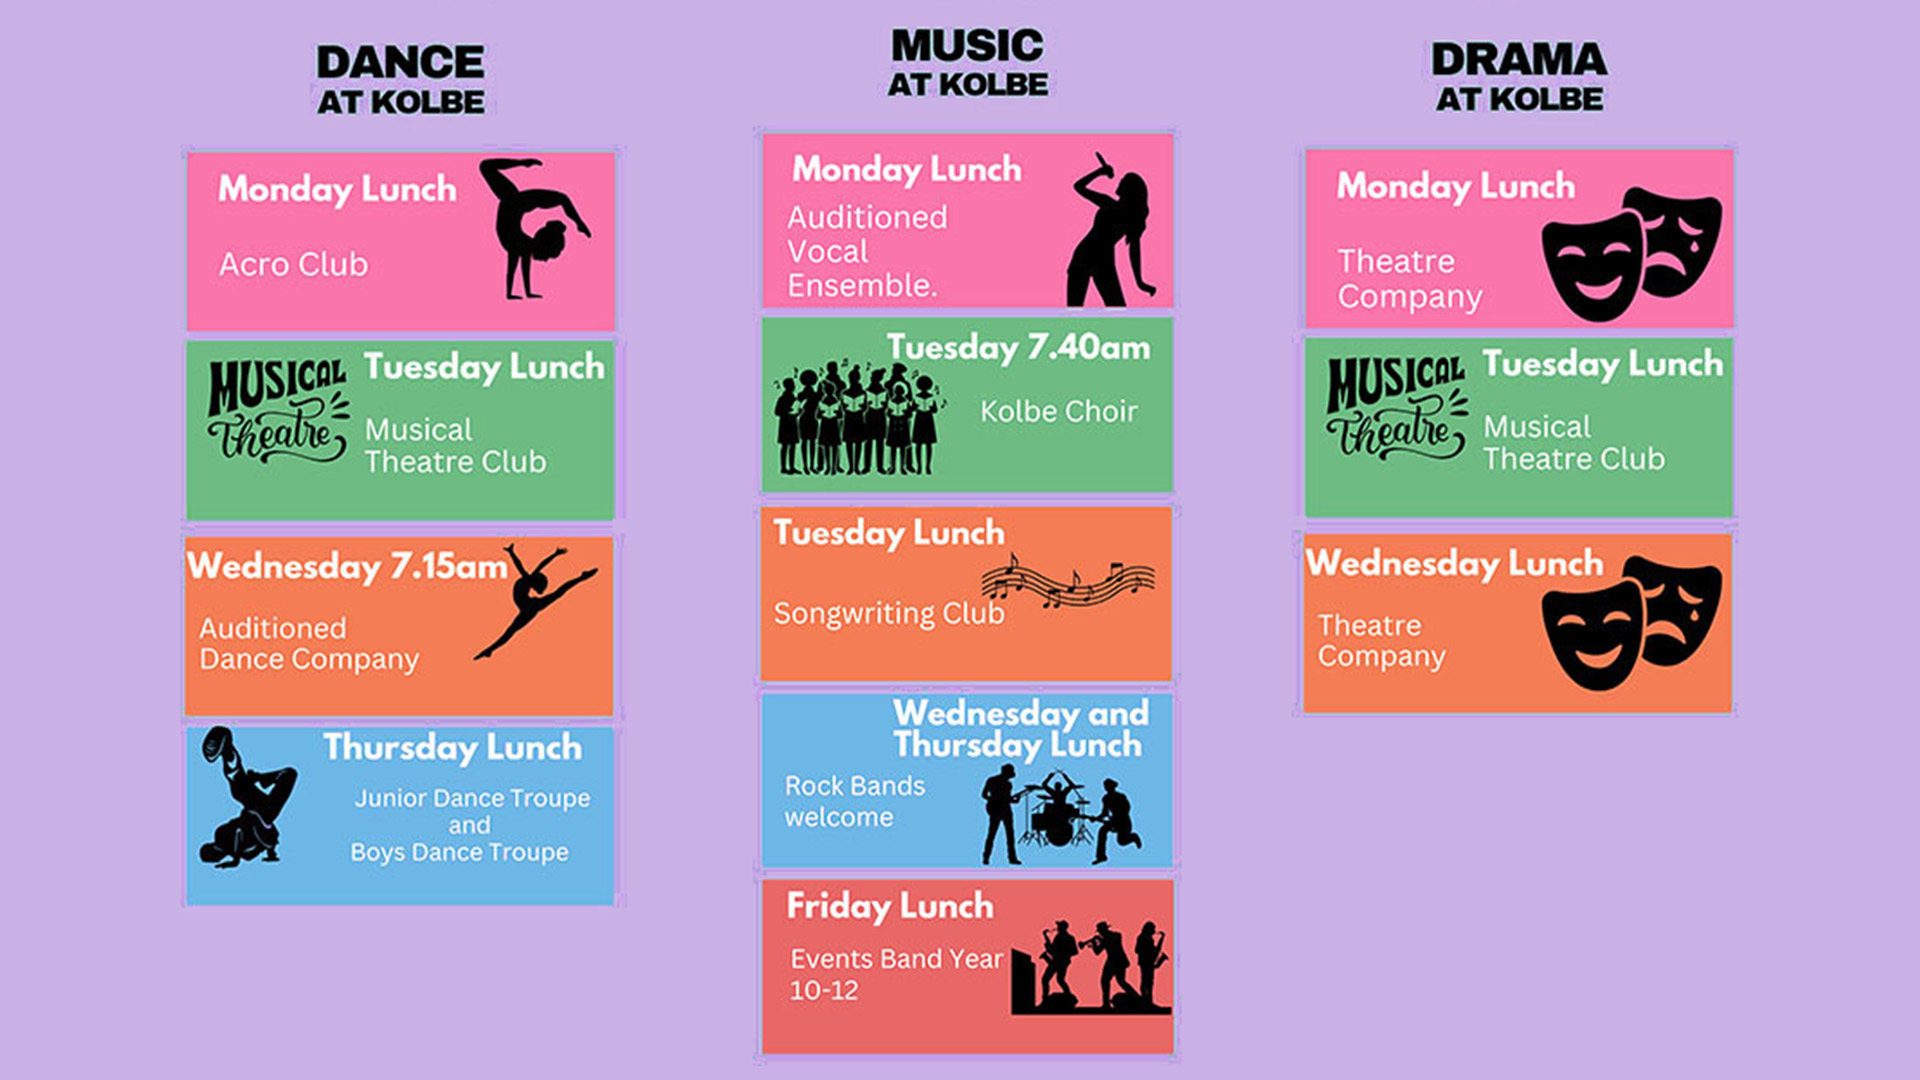 DANCE
AT KOLBE
Monday Lunch
Acro Club
MUSICAL
Theatre
Tuesday Lunch
Musical
Theatre Club
Wednesday 7.15am
Auditioned
Dance Company
Thursday Lunch
Junior Dance Troupe
and
Boys Dance Troupe
MUSIC
AT KOLBE
Monday Lunch
Auditioned
Vocal
Ensemble.
Tuesday 7.40am
Kolbe Choir
Tuesday Lunch
Songwriting Club
Wednesday and
Thursday Lunch
Rock Bands
welcome
Friday Lunch
Events Band Year
10-12
DRAMA
AT KOLBE
Monday Lunch
Theatre
Company
MUSICAL
Theatre
Tuesday Lunch
Musical
Theatre Club
Wednesday Lunch
Theatre
Company